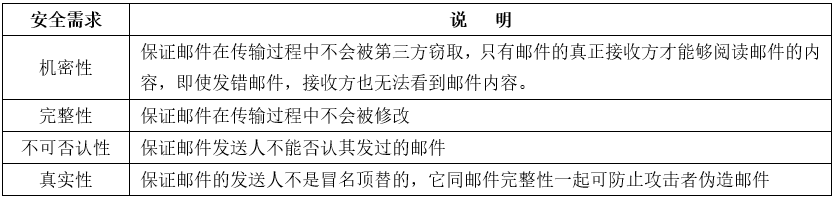 安全需求 说 明
机密性 保证邮件在传输过程中不会被第三方窃取，只有邮件的真正接收方才能够阅读邮件的内
容，即使发错邮件，接收方也无法看到邮件内容。
完整性 保证邮件在传输过程中不会被修改
不可否认性 保证邮件发送人不能否认其发过的邮件
真实性 保证邮件的发送人不是冒名顶替的，它同邮件完整性一起可防止攻击者伪造邮件